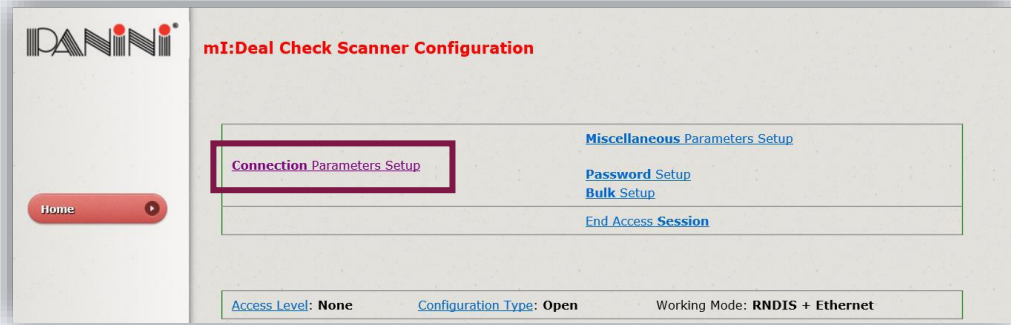 PANINI
mI:Deal Check Scanner Configuration
Miscellaneous Parameters Setup
Connection Parameters Setup
Password Setup
Bulk Setup
Home
End Access Session
Access Level: None Configuration Type: Open Working Mode: RNDIS + Ethernet